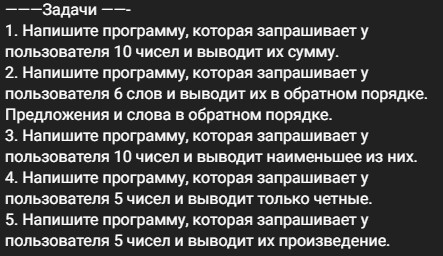 ———Задачи ——-
1. Напишите программу, которая запрашивает у
пользователя 10 чисел и выводит их сумму.
2. Напишите программу, которая запрашивает у
пользователя 6 слов и выводит их в обратном порядке.
Предложения и слова в обратном порядке.
3. Напишите программу, которая запрашивает у
пользователя 10 чисел и выводит наименьшее из них.
4. Напишите программу, которая запрашивает у
пользователя 5 чисел и выводит только четные.
5. Напишите программу, которая запрашивает у
пользователя 5 чисел и выводит их произведение.